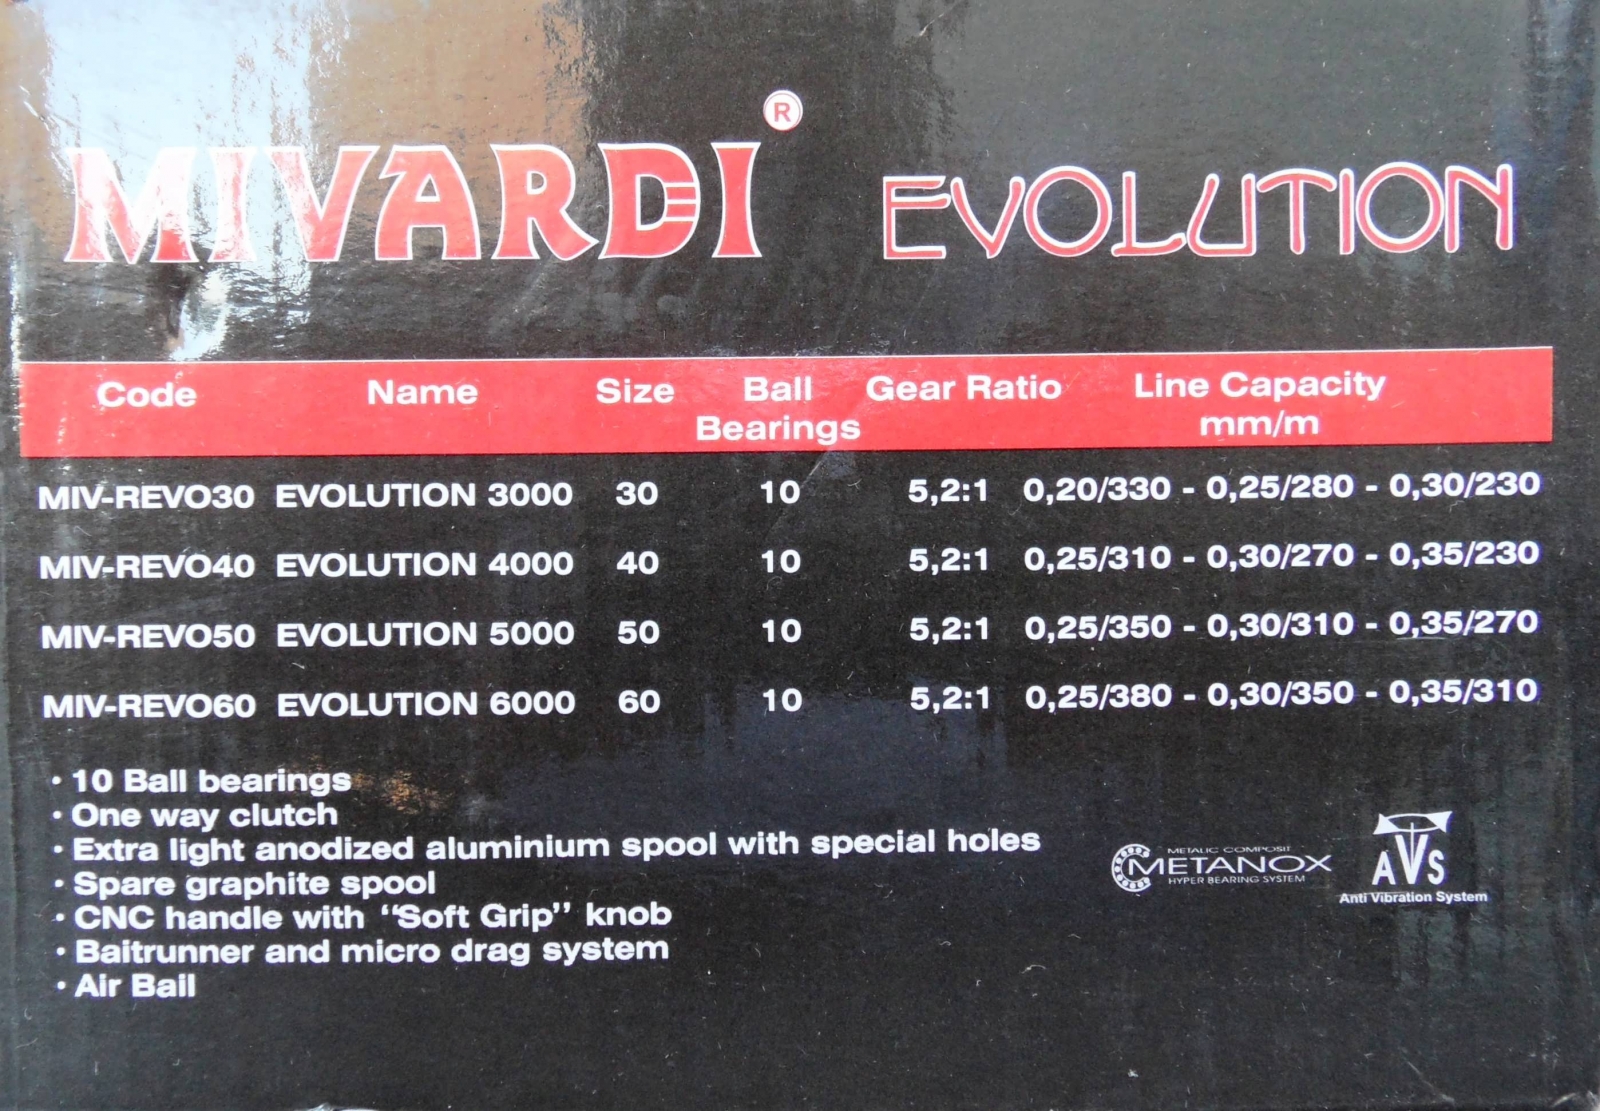 MIVARDI ® EVOLUTION
Code Name Size Ball Bearings Gear Ratio Line Capacity mm/m
MIV-REVO30 EVOLUTION 3000 30 10 5,2:1 0,20/330 - 0,25/280 - 0,30/230
MIV-REVO40 EVOLUTION 4000 40 10 5,2:1 0,25/310 - 0,30/270 - 0,35/230
MIV-REVO50 EVOLUTION 5000 50 10 5,2:1 0,25/350 - 0,30/310 - 0,35/270
MIV-REVO60 EVOLUTION 6000 60 10 5,2:1 0,25/380 - 0,30/350 - 0,35/310
· 10 Ball bearings
· One way clutch
· Extra light anodized aluminium spool with special holes
· Spare graphite spool
· CNC handle with "Soft Grip" knob
· Baitrunner and micro drag system
· Air Bail
METALIC COMPOSIT
METANOX
HYPER BEARING SYSTEM
AVS
Anti Vibration System